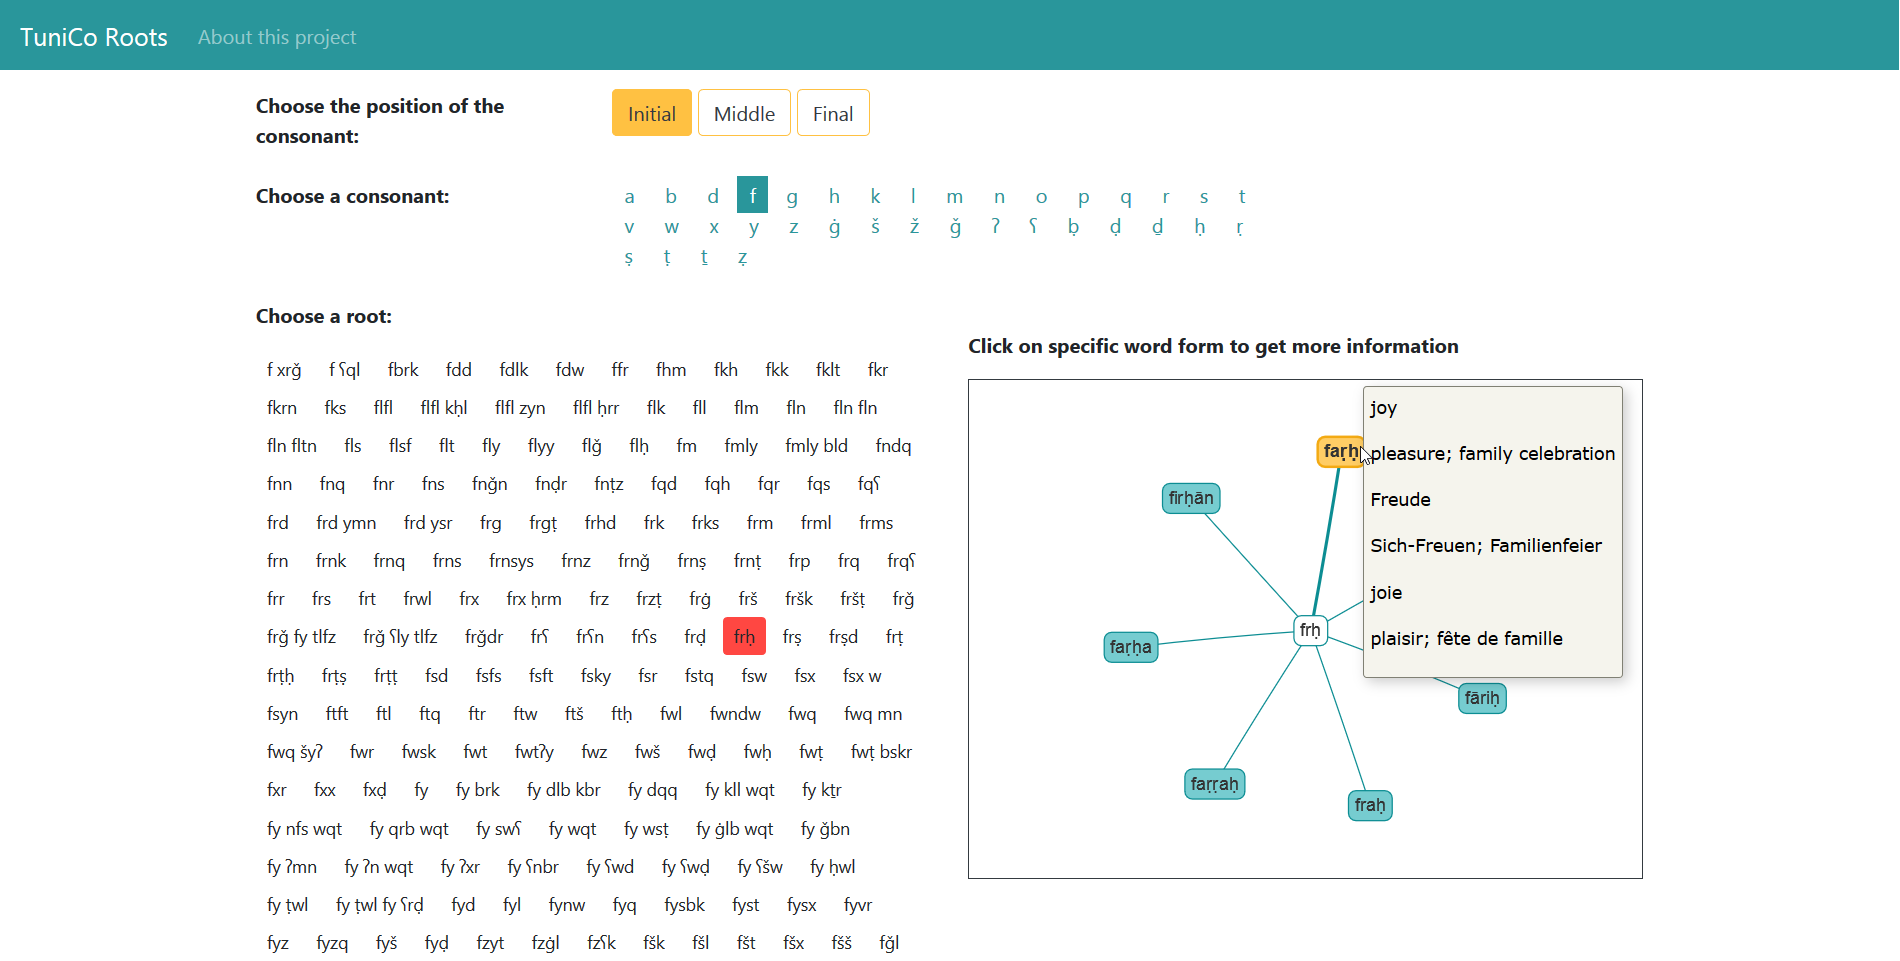 TuniCo Roots About this project
Choose the position of the
consonant:
Initial Middle Final
Choose a consonant:
a b d f g h k l m n o p q r s t
v w x y z ġ š ž ǧ ʔ ʕ ḅ ḍ ḏ ḥ ṛ
ṣ ṭ ṯ ẓ
Choose a root:
f xrǧ f ʕql fbrk fdd fdlk fdw ffr fhm fkh fkk fklt fkr
fkrn fks flfl flfl kḥl flfl zyn flfl ḥrr flk fll flm fln fln fln
fln fltn fls flsf flt fly flyy flǧ flḥ fm fmly fmly bld fndq
fnn fnq fnr fns fnǧn fnḍr fnṭz fqd fqh fqr fqs fqʕ
frd frd ymn frd ysr frg frgṭ frhd frk frks frm frml frms
frn frnk frnq frns frnsys frnz frnǧ frnṣ frnṭ frp frq frqʕ
frr frs frt frwl frx frx ḥrm frz frzṭ frġ frš fršk fršṭ frǧ
frǧ fy tlfz frǧ ʕly tlfz frǧdr frʕ frʕn frʕs frḍ frḥ frṣ frṣd frṭ
frṭḥ frṭṣ frṭṭ fsd fsfs fsft fsky fsr fstq fsw fsx fsx w
fsyn ftft ftl ftq ftr ftw ftš ftḥ fwl fwndw fwq fwq mn
fwq šyʔ fwr fwsk fwt fwtʔy fwz fwš fwḍ fwḥ fwṭ fwṭ bskr
fxr fxx fxḍ fy fy brk fy dlb kbr fy dqq fy kll wqt fy kṯr
fy nfs wqt fy qrb wqt fy swʕ fy wqt fy wsṭ fy ġlb wqt fy ǧbn
fy ʔmn fy ʔn wqt fy ʔxr fy ʕnbr fy ʕwd fy ʕwḍ fy ʕšw fy ḥwl
fy ṭwl fy ṭwl fy ʕrḍ fyd fyl fynw fyq fysbk fyst fysx fyvr
fyz fyzq fyš fyḍ fzyt fzġl fzʕk fšk fšl fšt fšx fšš fǧl
Click on specific word form to get more information
joy
pleasure; family celebration
Freude
Sich-Freuen; Familienfeier
joie
plaisir; fête de famille
faṛḥ
firḥān
frḥ
faṛḥa
fāriḥ
faṛṛaḥ
fraḥ